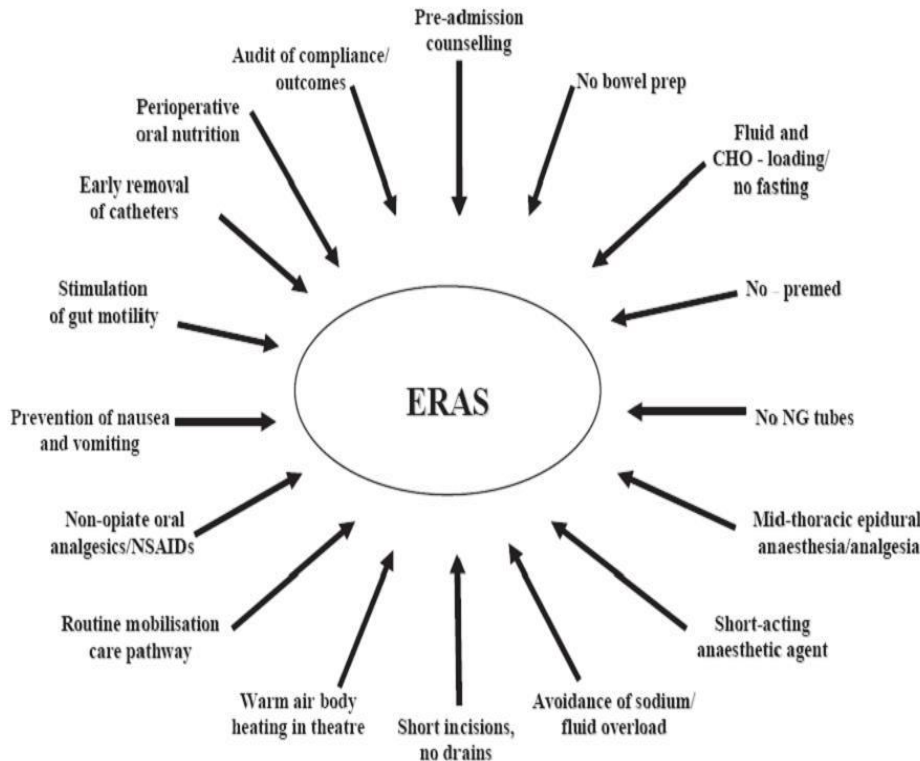 Pre-admission
counselling
No bowel prep
Fluid and
CHO - loading/
no fasting
No - premed
No NG tubes
Mid-thoracic epidural
anaesthesia/analgesia
Short-acting
anaesthetic agent
Avoidance of sodium/
fluid overload
Short incisions,
no drains
Warm air body
heating in theatre
Routine mobilisation
care pathway
Non-opiate oral
analgesics/NSAIDs
Prevention of nausea
and vomiting
Stimulation
of gut motility
Early removal
of catheters
Perioperative
oral nutrition
Audit of compliance/
outcomes
ERAS